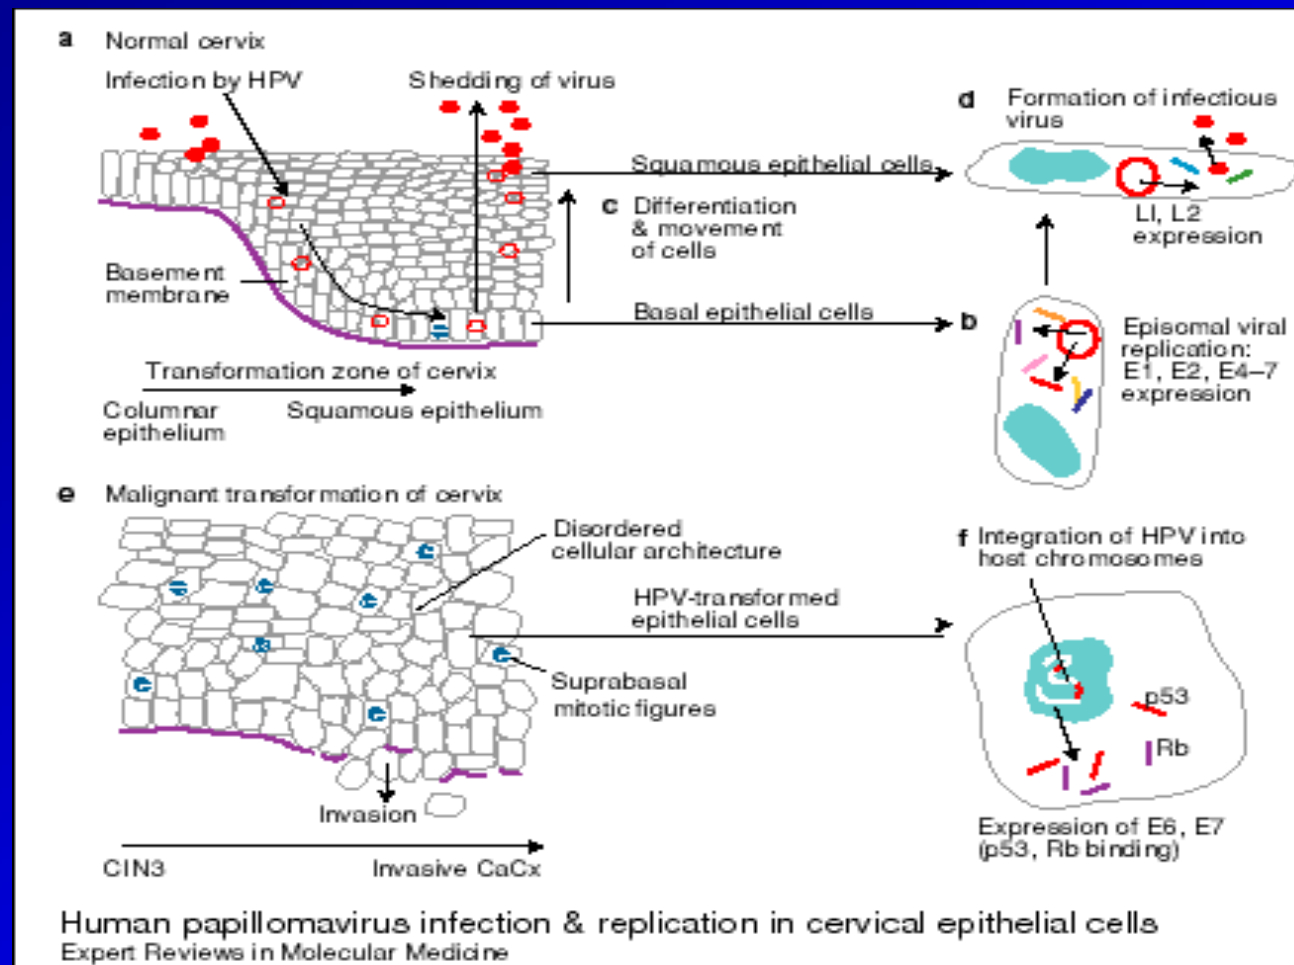 a Normal cervix
Infection by HPV
Shedding of virus
Squamous epithelial cells
c Differentiation
& movement
of cells
Basement
membrane
Basal epithelial cells
Transformation zone of cervix
Columnar
epithelium
Squamous epithelium
d Formation of infectious
virus
L1, L2
expression
b Episomal viral
replication:
E1, E2, E4–7
expression
e Malignant transformation of cervix
Disordered
cellular architecture
HPV-transformed
epithelial cells
Suprabasal
mitotic figures
Invasion
CIN3
Invasive CaCx
f Integration of HPV into
host chromosomes
p53
Rb
Expression of E6, E7
(p53, Rb binding)
Human papillomavirus infection & replication in cervical epithelial cells
Expert Reviews in Molecular Medicine